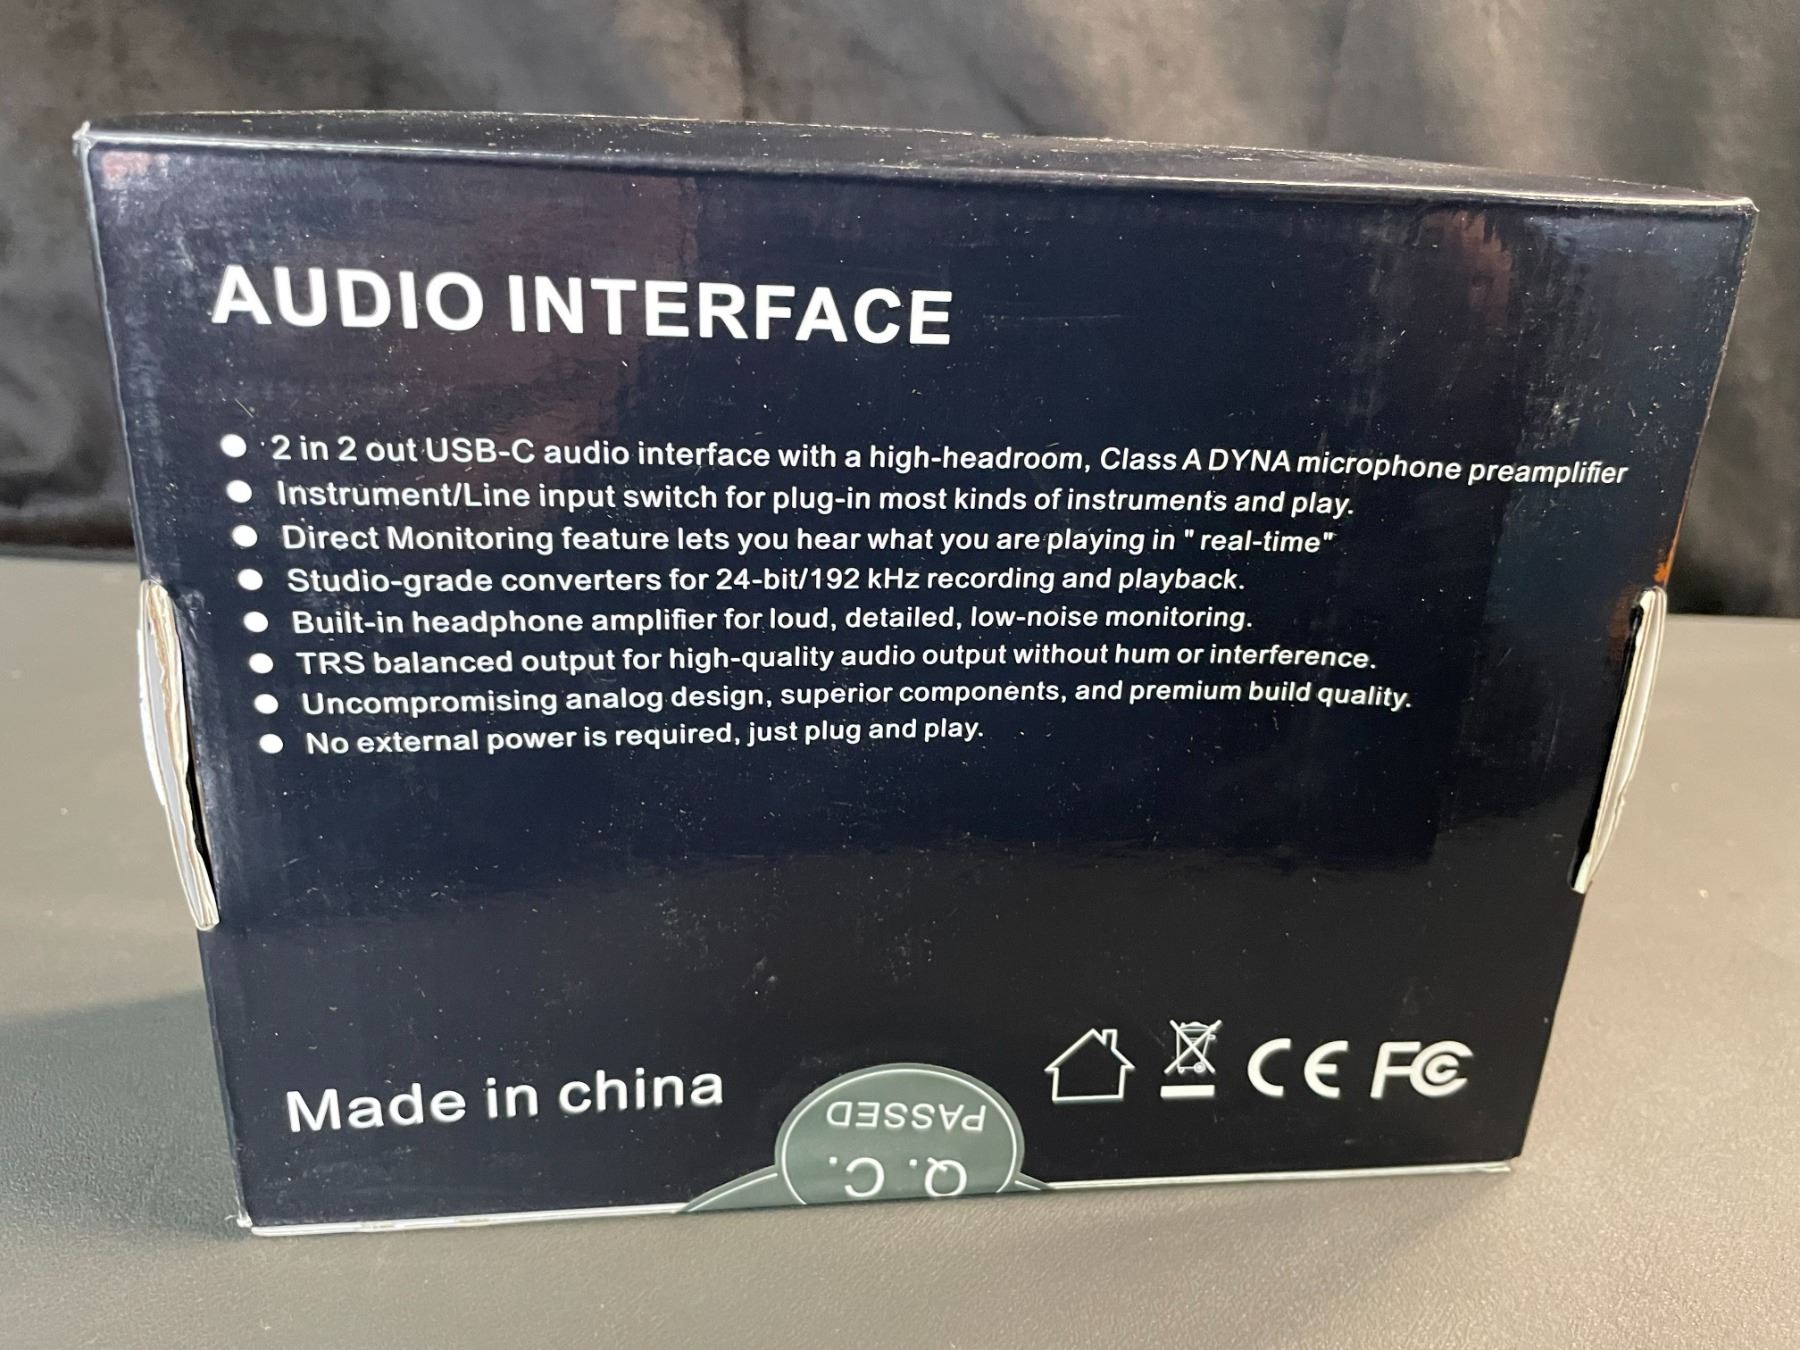 AUDIO INTERFACE
● 2 in 2 out USB-C audio interface with a high-headroom, Class A DYNA microphone preamplifier
● Instrument/Line input switch for plug-in most kinds of instruments and play.
● Direct Monitoring feature lets you hear what you are playing in " real-time"
● Studio-grade converters for 24-bit/192 kHz recording and playback.
● Built-in headphone amplifier for loud, detailed, low-noise monitoring.
● TRS balanced output for high-quality audio output without hum or interference.
● Uncompromising analog design, superior components, and premium build quality.
● No external power is required, just plug and play.
Made in china
Q.C.
PASSED
CE FC